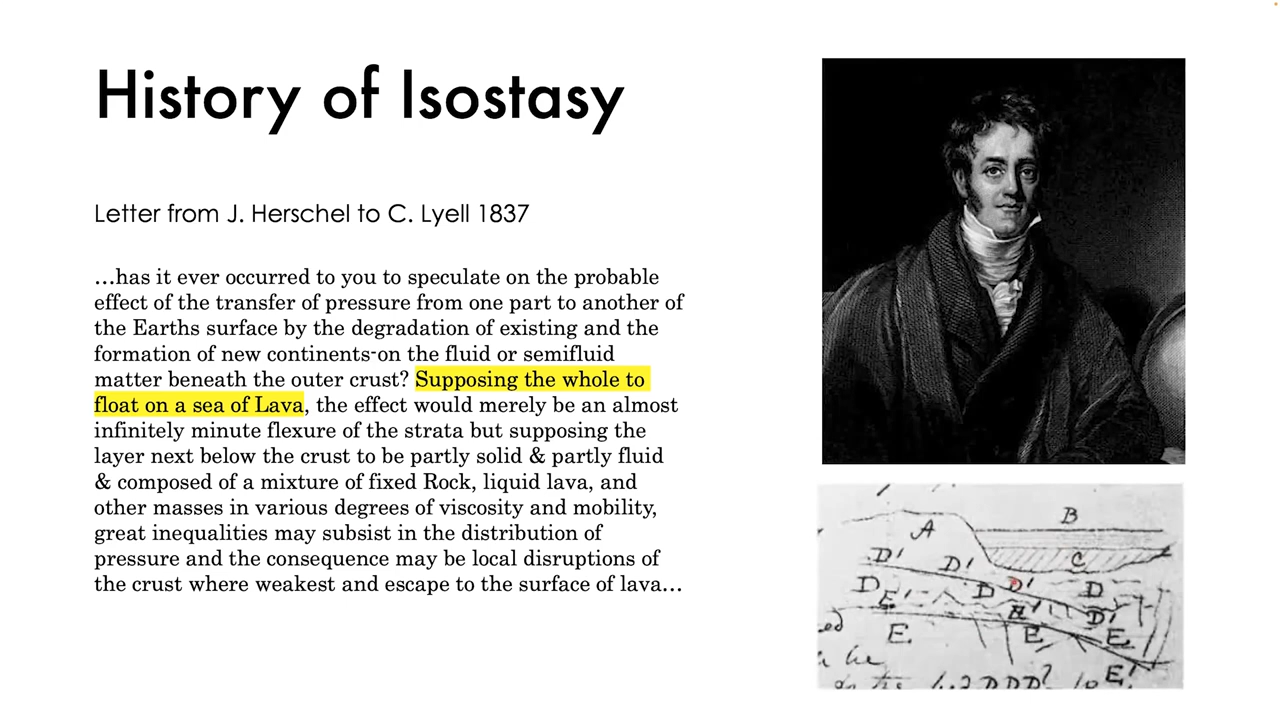 History of Isostasy
Letter from J. Herschel to C. Lyell 1837
…has it ever occurred to you to speculate on the probable
effect of the transfer of pressure from one part to another of
the Earths surface by the degradation of existing and the
formation of new continents-on the fluid or semifluid
matter beneath the outer crust? Supposing the whole to
float on a sea of Lava, the effect would merely be an almost
infinitely minute flexure of the strata but supposing the
layer next below the crust to be partly solid & partly fluid
& composed of a mixture of fixed Rock, liquid lava, and
other masses in various degrees of viscosity and mobility,
great inequalities may subsist in the distribution of
pressure and the consequence may be local disruptions of
the crust where weakest and escape to the surface of lava…
A B
C
D' D' D'
D D D
E' D'
E E E
E'